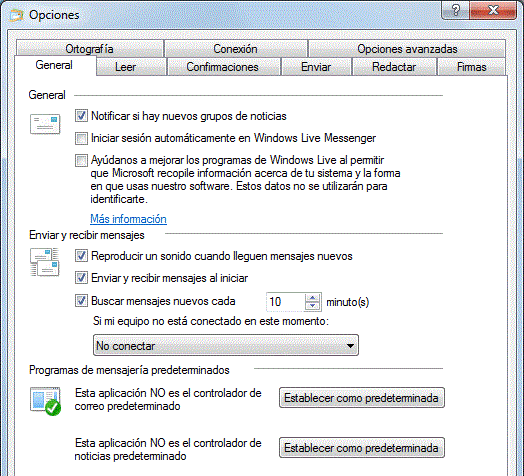 Opciones
Ortografía Conexión Opciones avanzadas
General Leer Confirmaciones Enviar Redactar Firmas
General
Notificar si hay nuevos grupos de noticias
Iniciar sesión automáticamente en Windows Live Messenger
Ayúdanos a mejorar los programas de Windows Live al permitir
que Microsoft recopile información acerca de tu sistema y la forma
en que usas nuestro software. Estos datos no se utilizarán para
identificarte.
Más información
Enviar y recibir mensajes
Reproducir un sonido cuando lleguen mensajes nuevos
Enviar y recibir mensajes al iniciar
Buscar mensajes nuevos cada 10 minuto(s)
Si mi equipo no está conectado en este momento:
No conectar
Programas de mensajería predeterminados
Esta aplicación NO es el controlador de
correo predeterminado
Establecer como predeterminada
Esta aplicación NO es el controlador de
noticias predeterminado
Establecer como predeterminada